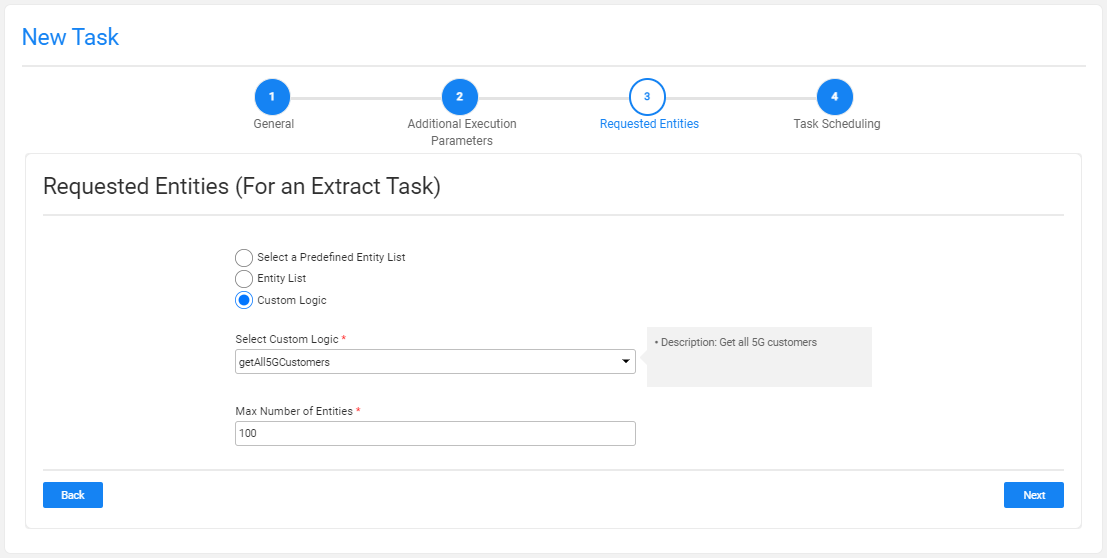 New Task
1
2
3
4
General
Additional Execution
Parameters
Requested Entities
Task Scheduling
Requested Entities (For an Extract Task)
Select a Predefined Entity List
Entity List
Custom Logic
Select Custom Logic *
getAll5GCustomers
• Description: Get all 5G customers
Max Number of Entities *
100
Back
Next